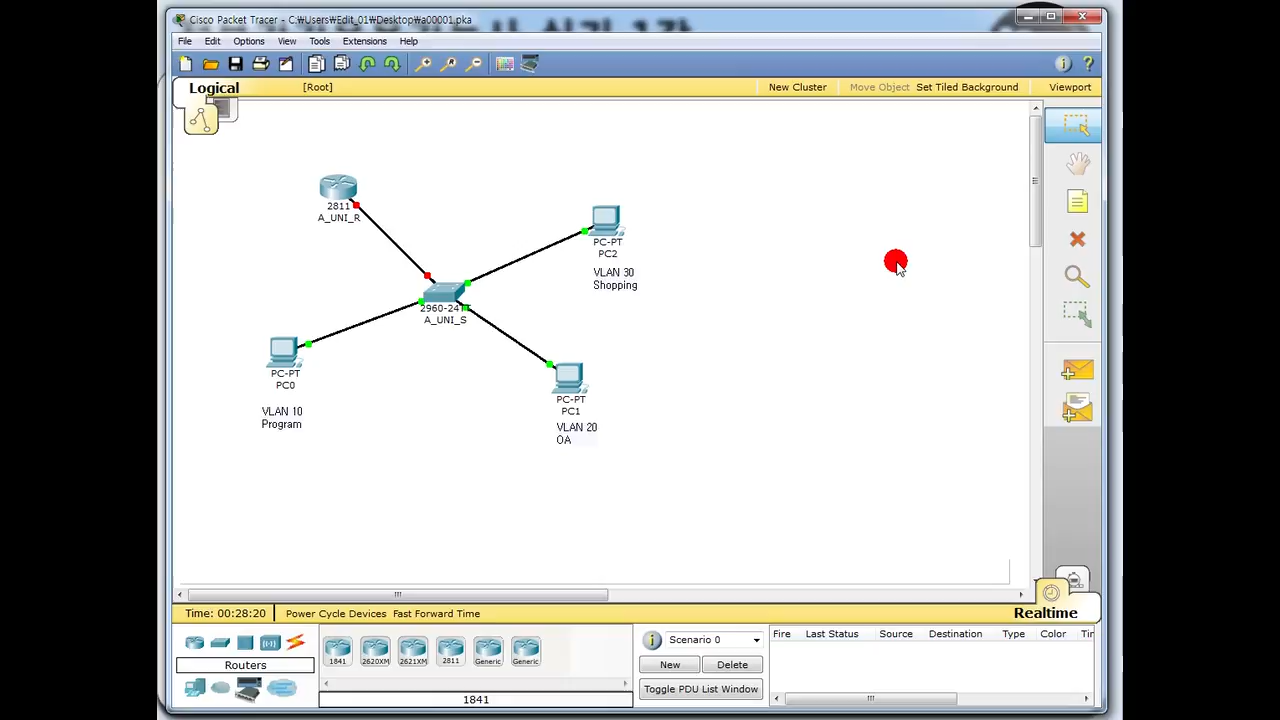 Cisco Packet Tracer - C:₩Users₩Edit_01₩Desktop₩a00001.pka
File Edit Options View Tools Extensions Help
Logical [Root] New Cluster Move Object Set Tiled Background Viewport
2811
A_UNI_R
PC-PT
PC2
VLAN 30
Shopping
2960-24TT
A_UNI_S
PC-PT
PC0
VLAN 10
Program
PC-PT
PC1
VLAN 20
OA
Time: 00:28:20 Power Cycle Devices Fast Forward Time Realtime
Routers
1841 2620XM 2621XM 2811 Generic Generic
1841
Scenario 0
New Delete
Toggle PDU List Window
Fire Last Status Source Destination Type Color